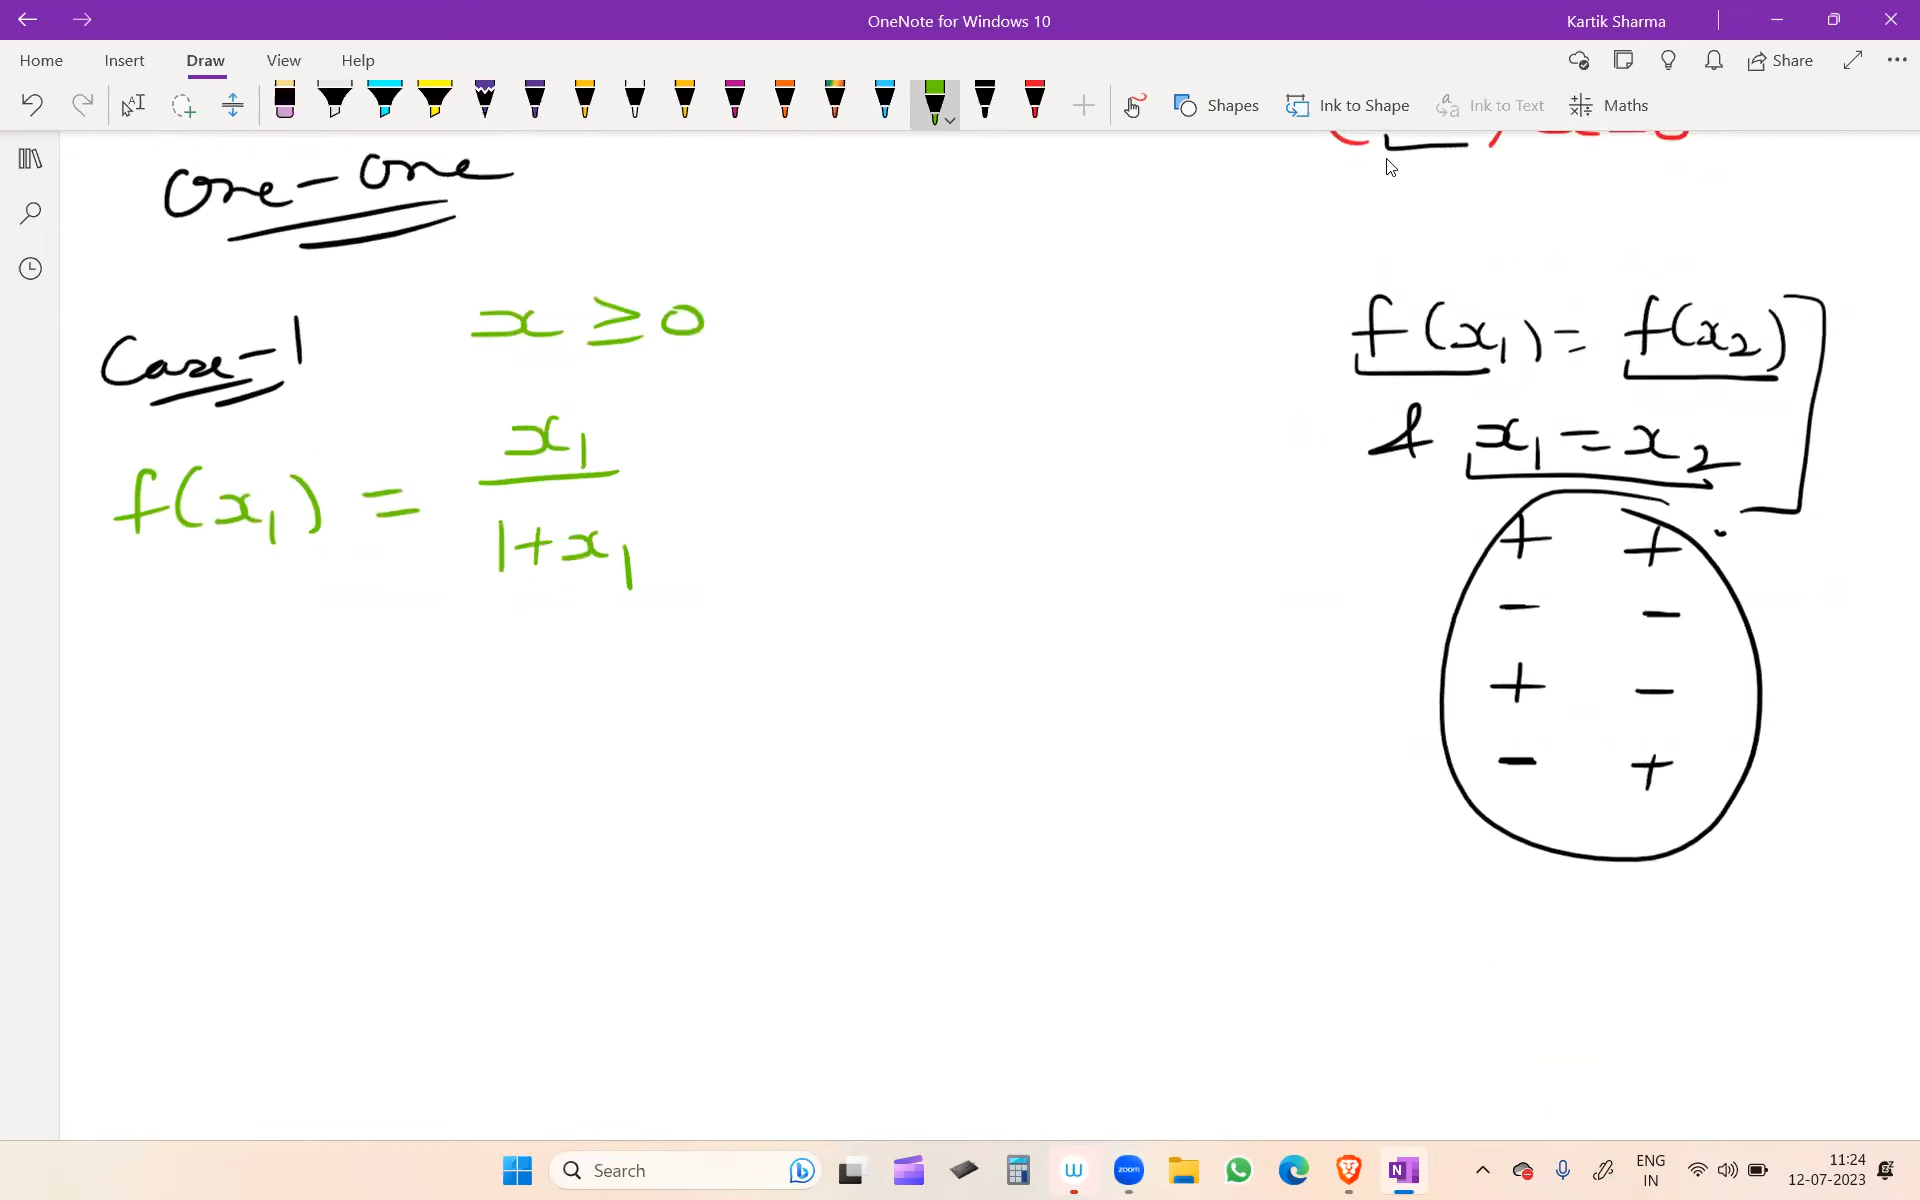 OneNote for Windows 10
Kartik Sharma
Home Insert Draw View Help
Share
Shapes Ink to Shape Ink to Text Maths
One-One
Case-1
x ≥ 0
f(x₁) = x₁
1+x₁
f(x₁) = f(x₂)
& x₁ = x₂
+ +
- -
+ -
- +
Search
zoom
ENG
IN
11:24
12-07-2023